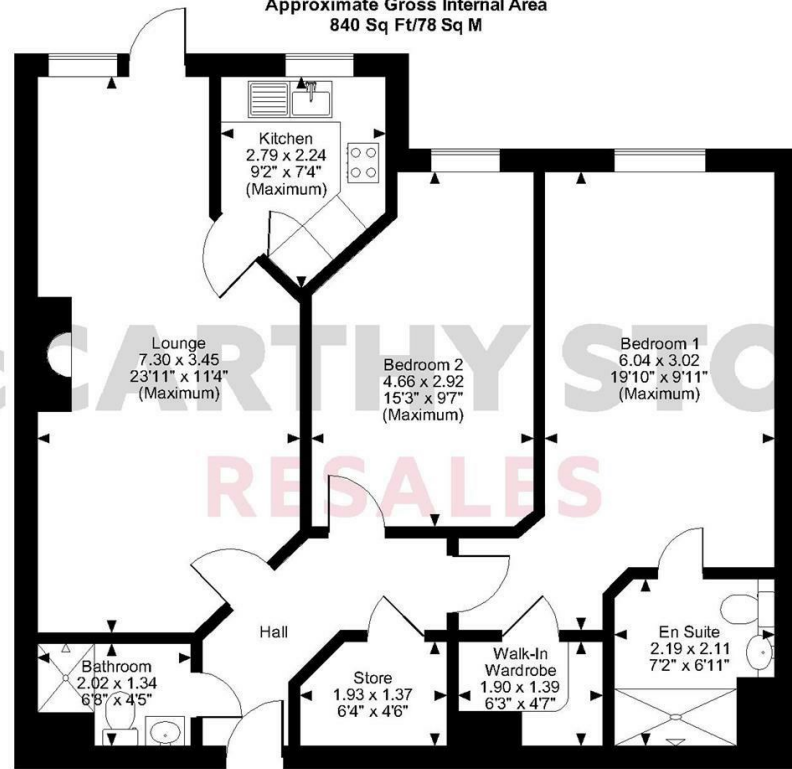 Approximate Gross Internal Area
840 Sq Ft/78 Sq M
Kitchen
2.79 x 2.24
9'2" x 7'4"
(Maximum)
Lounge
7.30 x 3.45
23'11" x 11'4"
(Maximum)
Bedroom 2
4.66 x 2.92
15'3" x 9'7"
(Maximum)
Bedroom 1
6.04 x 3.02
19'10" x 9'11"
(Maximum)
CARTHY STO
RESALES
Hall
Bathroom
2.02 x 1.34
6'8" x 4'5"
Store
1.93 x 1.37
6'4" x 4'6"
Walk-In
Wardrobe
1.90 x 1.39
6'3" x 4'7"
En Suite
2.19 x 2.11
7'2" x 6'11"